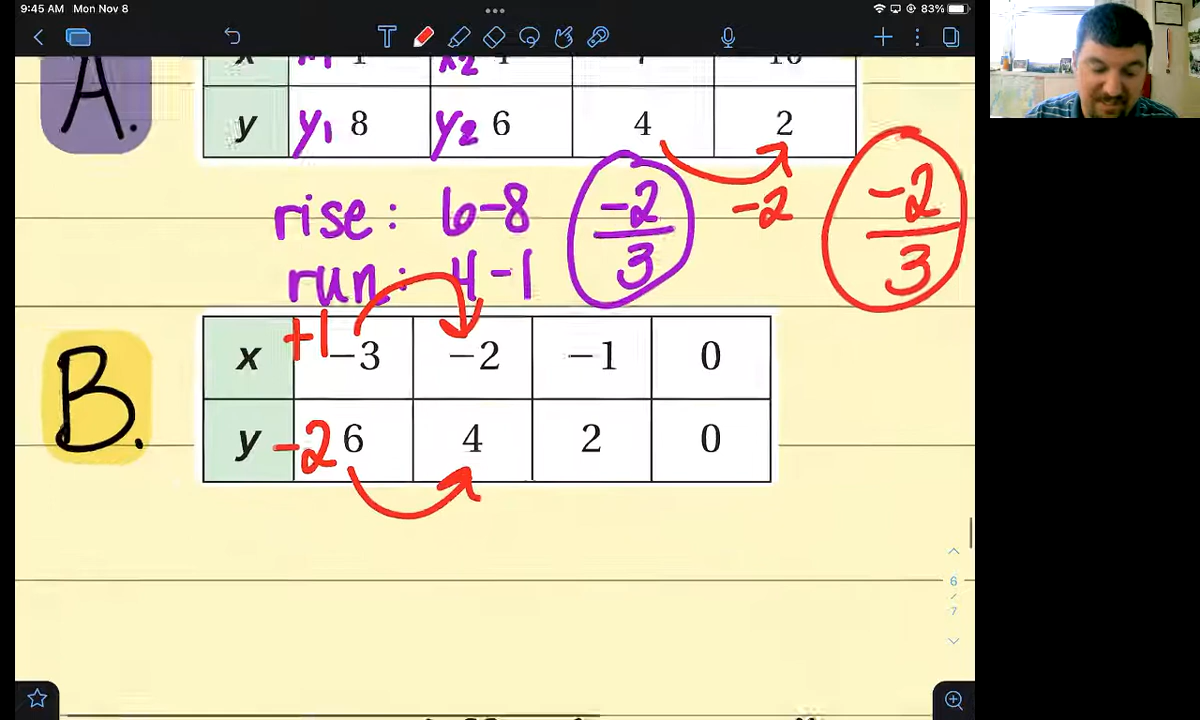 9:45 AM Mon Nov 8
83%
A.
y y1 8 y2 6 4 2
rise: 6-8 -2/3 -2 -2/3
run: 4-1
B.
x +1 -3 -2 -1 0
y -2 6 4 2 0
6
7